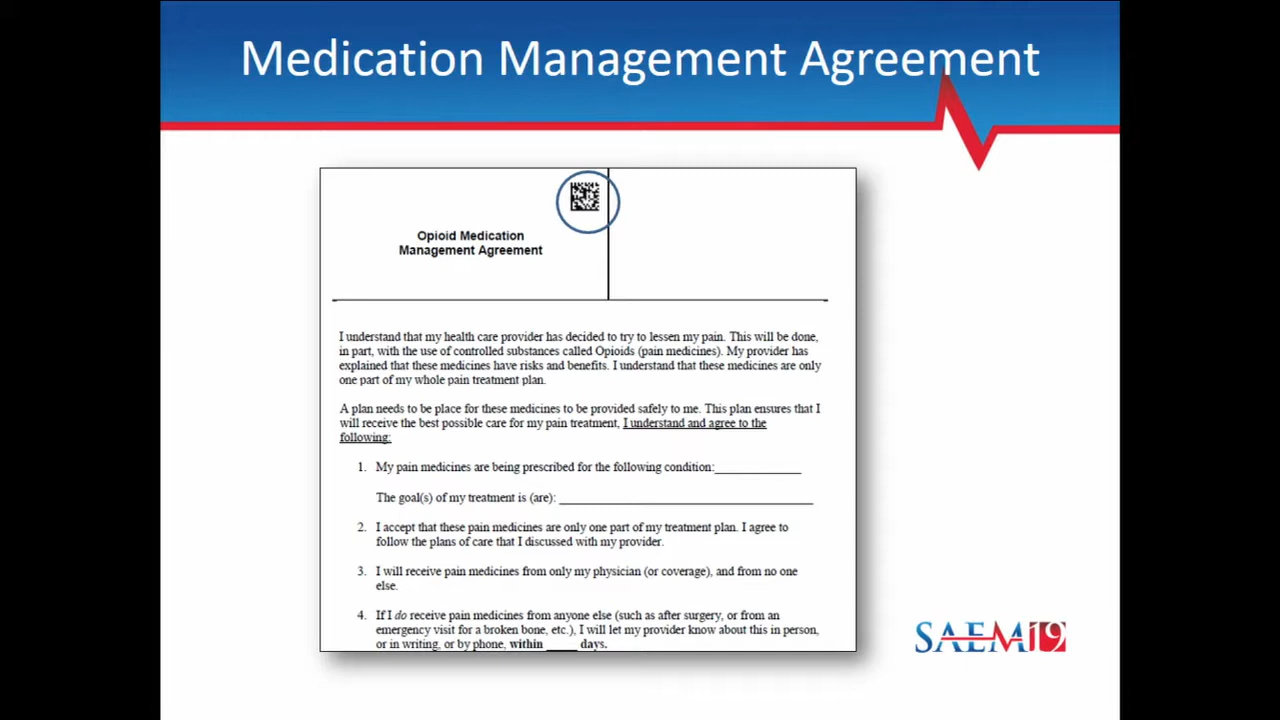 Medication Management Agreement
Opioid Medication
Management Agreement
I understand that my health care provider has decided to try to lessen my pain. This will be done,
in part, with the use of controlled substances called Opioids (pain medicines). My provider has
explained that these medicines have risks and benefits. I understand that these medicines are only
one part of my whole pain treatment plan.
A plan needs to be place for these medicines to be provided safely to me. This plan ensures that I
will receive the best possible care for my pain treatment, I understand and agree to the
following:
1. My pain medicines are being prescribed for the following condition:_____________
The goal(s) of my treatment is (are): ______________________________________
2. I accept that these pain medicines are only one part of my treatment plan. I agree to
follow the plans of care that I discussed with my provider.
3. I will receive pain medicines from only my physician (or coverage), and from no one
else.
4. If I do receive pain medicines from anyone else (such as after surgery, or from an
emergency visit for a broken bone, etc.), I will let my provider know about this in person,
or in writing, or by phone, within _____ days.
SAEM19